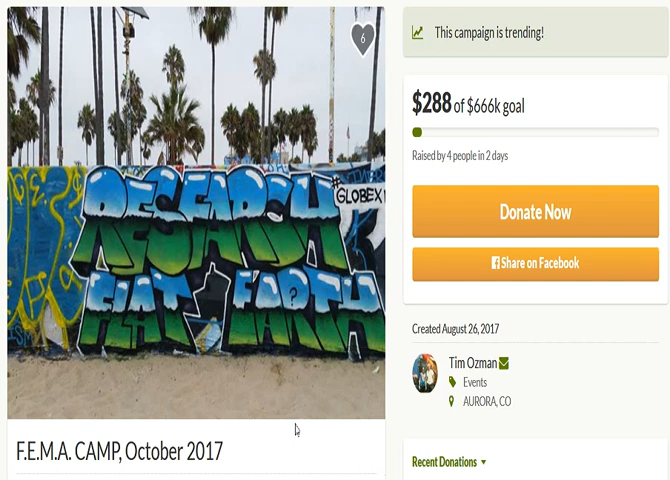 6
RESEARCH
#GLOBEX
FLAT EARTH
?
F.E.M.A. CAMP, October 2017
This campaign is trending!
$288 of $666k goal
Raised by 4 people in 2 days
Donate Now
Share on Facebook
Created August 26, 2017
Tim Ozman
Events
AURORA, CO
Recent Donations